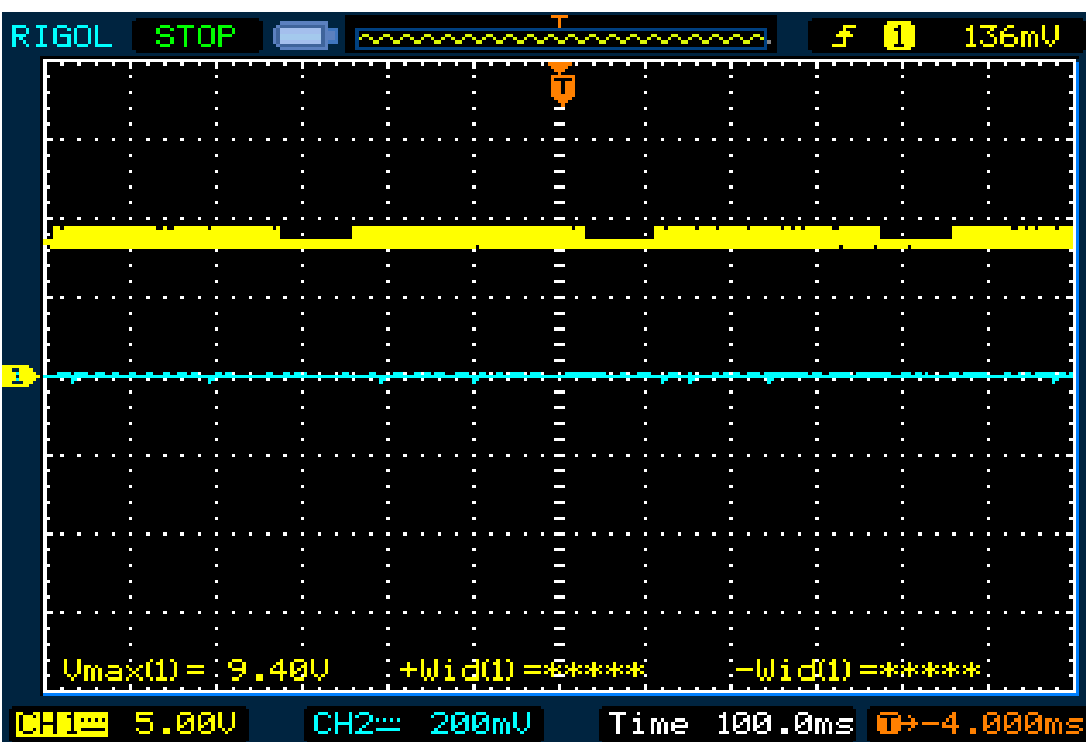 RIGOL STOP T 1 136mV
T
1
Vmax(1)= 9.40V +Wid(1)=***** -Wid(1)=*****
CH1 5.00V CH2 200mV Time 100.0ms T→-4.000ms